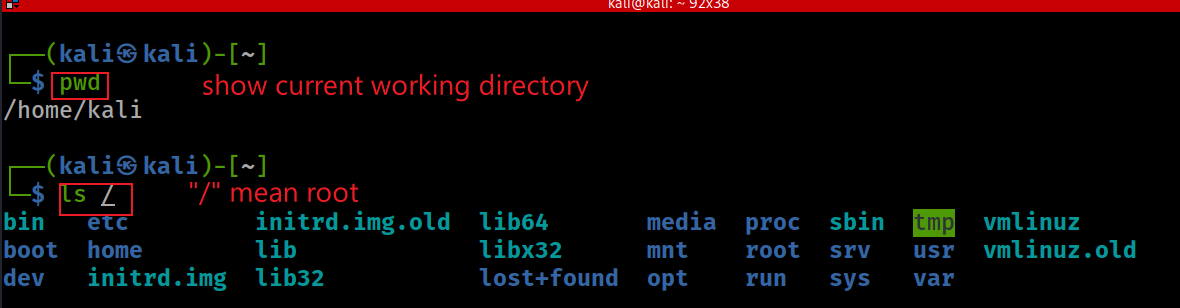 kali@kali: ~ 92x38
(kali㉿kali)-[~]
$ pwd show current working directory
/home/kali
(kali㉿kali)-[~]
$ ls / "/" mean root
bin etc initrd.img.old lib64 media proc sbin tmp vmlinuz
boot home lib libx32 mnt root srv usr vmlinuz.old
dev initrd.img lib32 lost+found opt run sys var